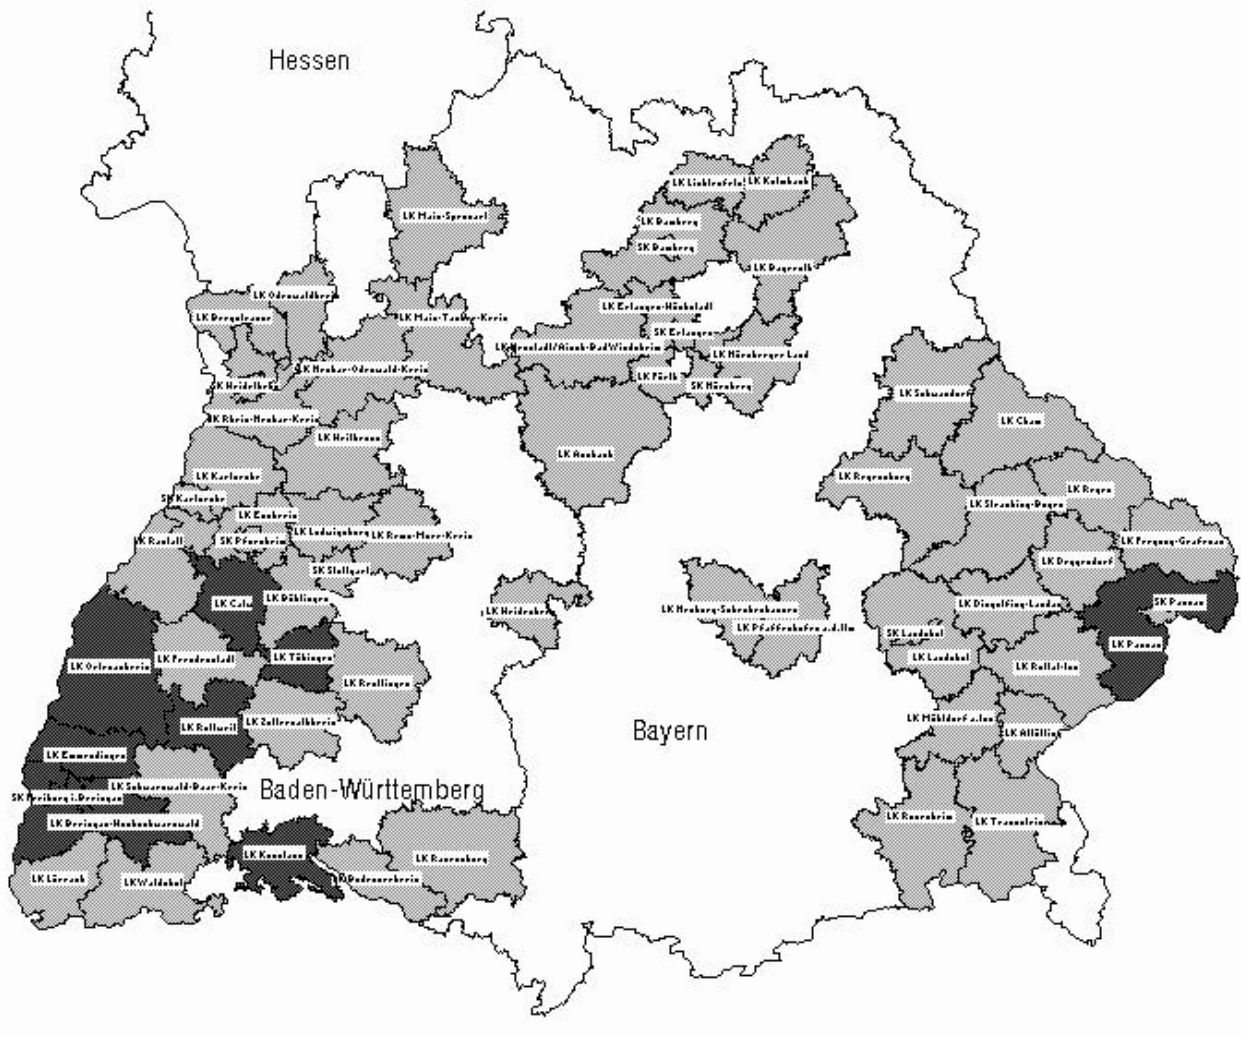 Hessen
LK Main-Spessart
LK Lichtenfels
LK Kulmbach
LK Bamberg
SK Bamberg
LK Bayreuth
LK Odenwaldkreis
LK Bergstrasse
LK Main-Tauber-Kreis
LK Erlangen-Höchstadt
SK Erlangen
LK Neustadt/Aisch-BadWindsheim
LK Nürnberger Land
LK Fürth
SK Nürnberg
SK Heidelberg
LK Neckar-Odenwald-Kreis
LK Schwandorf
LK Rhein-Neckar-Kreis
LK Cham
LK Heilbronn
LK Ansbach
LK Karlsruhe
LK Regensburg
LK Regen
SK Karlsruhe
LK Straubing-Bogen
LK Enzkreis
LK Ludwigsburg
LK Rems-Murr-Kreis
LK Rastatt
SK Pforzheim
LK Freyung-Grafenau
LK Deggendorf
SK Stuttgart
LK Calw
LK Böblingen
LK Heidenheim
LK Neuburg-Schrobenhausen
LK Dingolfing-Landau
SK Passau
LK Pfaffenhofen a.d.Ilm
SK Landshut
LK Passau
LK Ortenaukreis
LK Freudenstadt
LK Tübingen
LK Landshut
LK Rottal-Inn
LK Reutlingen
LK Rottweil
LK Zollernalbkreis
LK Mühldorf a.Inn
Bayern
LK Altötting
LK Emmendingen
LK Schwarzwald-Baar-Kreis
Baden-Württemberg
SK Freiburg i.Breisgau
LK Breisgau-Hochschwarzwald
LK Rosenheim
LK Traunstein
LK Konstanz
LK Ravensburg
LK Lörrach
LK Waldshut
LK Bodenseekreis